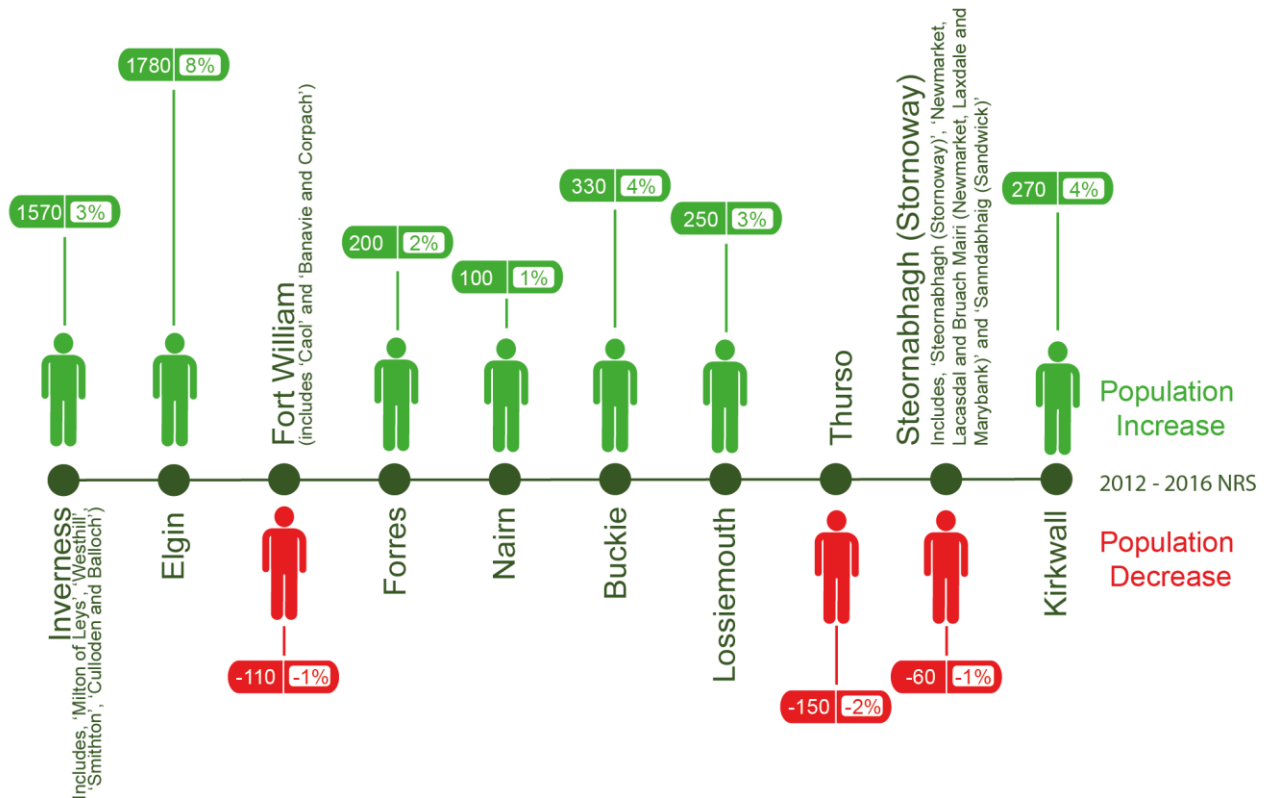 1780 8%
1570 3%
Fort William
(includes 'Caol' and 'Banavie and Corpach')
200 2%
100 1%
330 4%
250 3%
Thurso
Steornabhagh (Stornoway)
Includes, 'Steornabhagh (Stornoway)', 'Newmarket,
Lacasdal and Bruach Mairi (Newmarket, Laxdale and
Marybank)' and 'Sanndabhaig (Sandwick)'
270 4%
Population
Increase
2012 - 2016 NRS
Population
Decrease
Inverness
Includes, 'Milton of Leys', 'Westhill',
'Smithton', 'Culloden and Balloch')
Elgin
-110 -1%
Forres
Nairn
Buckie
Lossiemouth
-150 -2%
-60 -1%
Kirkwall